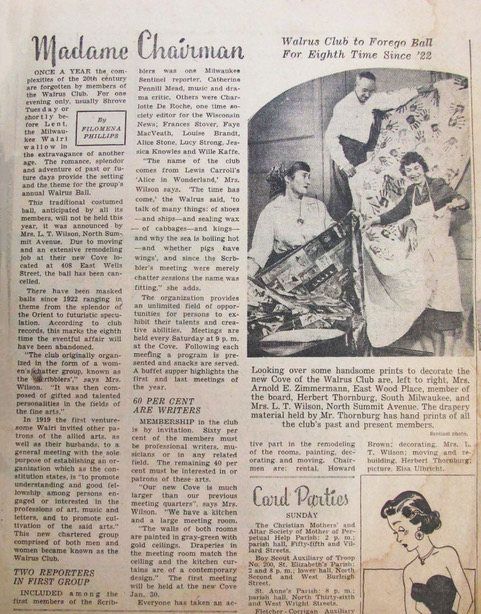 Madame Chairman
Walrus Club to Forego Ball
For Eighth Time Since '22
ONCE A YEAR the com-
plexities of the 20th century
are forgotten by members of
the Walrus Club. For one
evening only, usually Shrove
Tuesday or
shortly be-
fore Lent,
the Milwau-
kee Walri
wallow in
By
FILOMENA
PHILLIPS
the extravagance of another
age. The romance, splendor
and adventure of past or fu-
ture days provide the setting
and the theme for the group's
annual Walrus Ball.
This traditional costumed
ball, anticipated by all its
members, will not be held this
year, it was announced by
Mrs. L. T. Wilson, North Sum-
mit Avenue. Due to moving
and an extensive remodeling
job at their new Cove lo-
cated at 408 East Wells
Street, the ball has been can-
celled.
There have been masked
balls since 1922 ranging in
theme from the splendor of
the Orient to futuristic specu-
lation. According to club
records, this marks the eighth
time the eventful affair will
have been abandoned.
"The club originally organ-
ized in the form of a wom-
en's chatter group, known as
the 'Scribblers'," says Mrs.
Wilson. "It was then com-
posed of gifted and talented
personalities in the fields of
the fine arts."
In 1919 the first venture-
some Walri invited other pat-
rons of the allied arts, as
well as their husbands, to a
general meeting with the sole
purpose of establishing an or-
ganization which as the con-
stitution states, is "to promote
understanding and good fel-
lowship among persons en-
gaged or interested in the
professions of art, music and
letters, and to promote cul-
tivation of the said arts."
This new chartered group
comprised of both men and
women became known as the
Walrus Club.
TWO REPORTERS
IN FIRST GROUP
INCLUDED among the
first members of the Scrib-
blers was one Milwaukee
Sentinel reporter, Catherine
Pennill Mead, music and dra-
ma critic. Others were Char-
lotte De Roche, one time so-
ciety editor for the Wisconsin
News; Frances Stover, Faye
MacVeath, Louise Brandt,
Alice Stone, Lucy Strong, Jes-
sica Knowles and Wille Kaffe.
"The name of the club
comes from Lewis Carroll's
'Alice in Wonderland,' Mrs.
Wilson says. 'The time has
come,' the Walrus said, 'to
talk of many things: of shoes
—and ships—and sealing wax
— of cabbages—and kings—
and why the sea is boiling hot
—and whether pigs have
wings', and since the Scrib-
bler's meeting were merely
chatter sessions the name was
fitting," she adds.
The organization provides
an unlimited field of oppor-
tunities for persons to ex-
hibit their talents and crea-
tive abilities. Meetings are
held every Saturday at 9 p. m.
at the Cove. Following each
meeting a program is pre-
sented and snacks are served.
A buffet supper highlights the
first and last meetings of
the year.
60 PER CENT
ARE WRITERS
MEMBERSHIP in the club
is by invitation. Sixty per
cent of the members must
be professional writers, mu-
sicians or in any related
field. The remaining 40 per
cent must be interested in or
patrons of these arts.
"Our new Cove is much
larger than our previous
meeting quarters", says Mrs.
Wilson. "We have a kitchen
and a large meeting room.
"The walls of both rooms
are painted in gray-green with
gold ceilings. Draperies in
the meeting room match the
ceiling and the kitchen cur-
tains are of a contemporary
design." The first meeting
will be held at the new Cove
Jan. 30.
Everyone has taken an ac-
Looking over some handsome prints to decorate the
new Cove of the Walrus Club are, left to right, Mrs.
Arnold E. Zimmermann, East Wood Place, member of
the board, Herbert Thornburg, South Milwaukee, and
Mrs. L. T. Wilson, North Summit Avenue. The drapery
material held by Mr. Thornburg has hand prints of all
the club's past and present members.
Sentinel Photo.
tive part in the remodeling
of the rooms, painting, dec-
orating and moving. Chair-
men are: rental, Howard
Brown; decorating, Mrs. L.
T. Wilson; moving and re-
building, Herbert Thornburg;
picture, Elsa Ulbricht.
Card Parties
SUNDAY
The Christian Mothers' and
Altar Society of Mother of Per-
petual Help Parish: 2 p. m.;
parish hall, Fifty-fifth and Vil-
lard Streets.
Boy Scout Auxiliary of Troop
No. 200, St. Elizabeth's Parish:
2 and 8 p. m.; lower hall, North
Second and West Burleigh
Street.
St. Anne's Parish: 8 p. m.;
parish hall, North Thirty-sixth
and West Wright Streets.
Fletcher-Corrigan Auxiliary